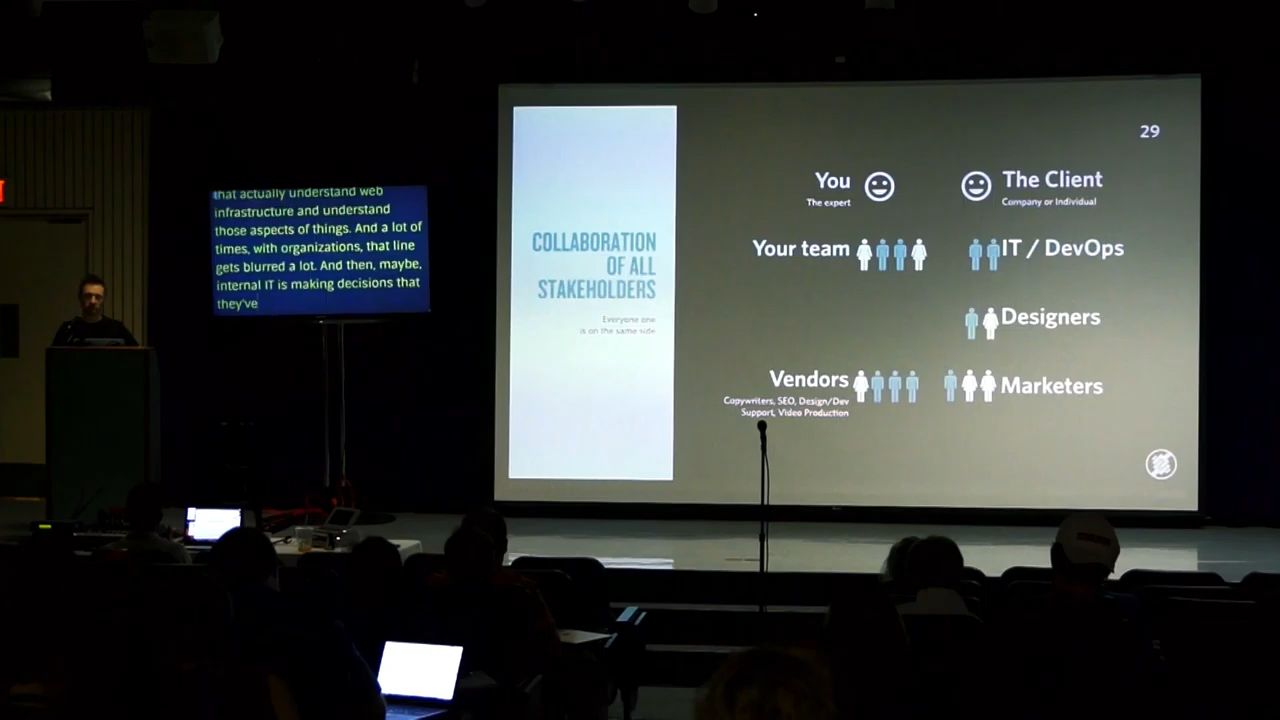 that actually understand web
infrastructure and understand
those aspects of things. And a lot of
times, with organizations, that line
gets blurred a lot. And then, maybe,
internal IT is making decisions that
they've
COLLABORATION
OF ALL
STAKEHOLDERS
Everyone one
is on the same side
29
You
The expert
The Client
Company or Individual
Your team
IT / DevOps
Designers
Vendors
Copywriters, SEO, Design/Dev
Support, Video Production
Marketers